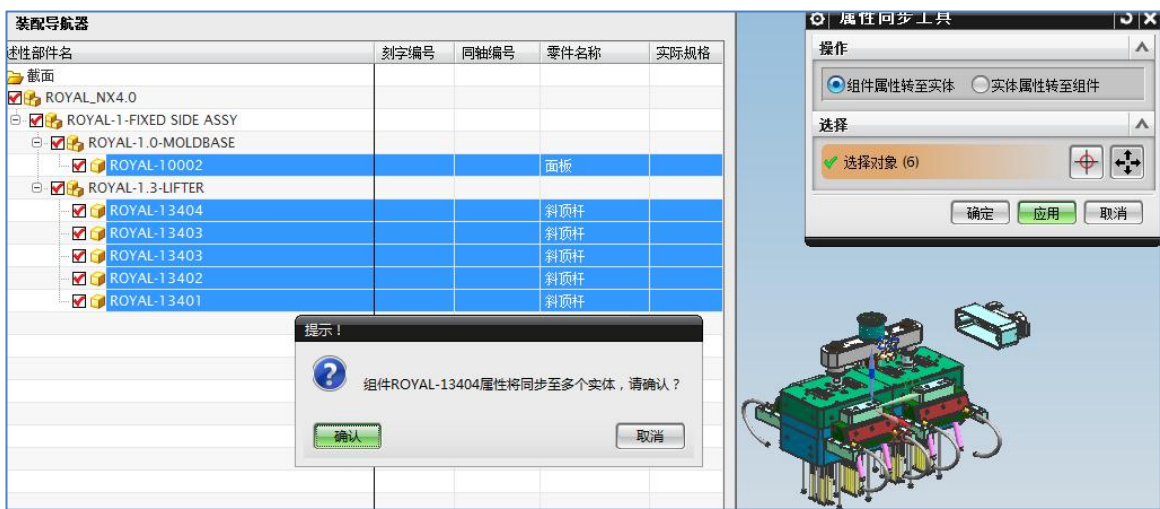 装配导航器
述性部件名 刻字编号 同轴编号 零件名称 实际规格
截面
ROYAL_NX4.0
ROYAL-1-FIXED SIDE ASSY
ROYAL-1.0-MOLDBASE
ROYAL-10002 面板
ROYAL-1.3-LIFTER
ROYAL-13404 斜顶杆
ROYAL-13403 斜顶杆
ROYAL-13403 斜顶杆
ROYAL-13402 斜顶杆
ROYAL-13401 斜顶杆
提示！
组件ROYAL-13404属性将同步至多个实体，请确认？
确认 取消
属性同步工具
操作
组件属性转至实体 实体属性转至组件
选择
选择对象 (6)
确定 应用 取消